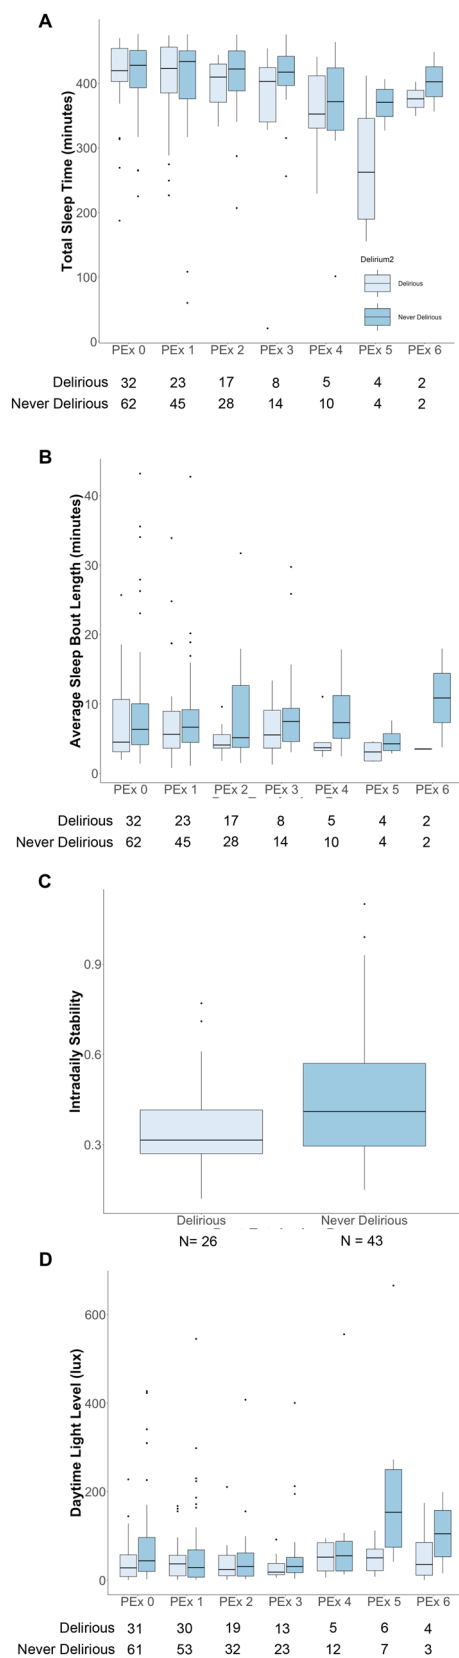 A
Total Sleep Time (minutes)
400
300
200
100
0
Delirium2
Delirious
Never Delirious
PEx 0 PEx 1 PEx 2 PEx 3 PEx 4 PEx 5 PEx 6
Delirious 32 23 17 8 5 4 2
Never Delirious 62 45 28 14 10 4 2
B
Average Sleep Bout Length (minutes)
40
30
20
10
0
PEx 0 PEx 1 PEx 2 PEx 3 PEx 4 PEx 5 PEx 6
Delirious 32 23 17 8 5 4 2
Never Delirious 62 45 28 14 10 4 2
C
Intradaily Stability
0.9
0.6
0.3
Delirious Never Delirious
N= 26 N = 43
D
Daytime Light Level (lux)
600
400
200
0
PEx 0 PEx 1 PEx 2 PEx 3 PEx 4 PEx 5 PEx 6
Delirious 31 30 19 13 5 6 4
Never Delirious 61 53 32 23 12 7 3